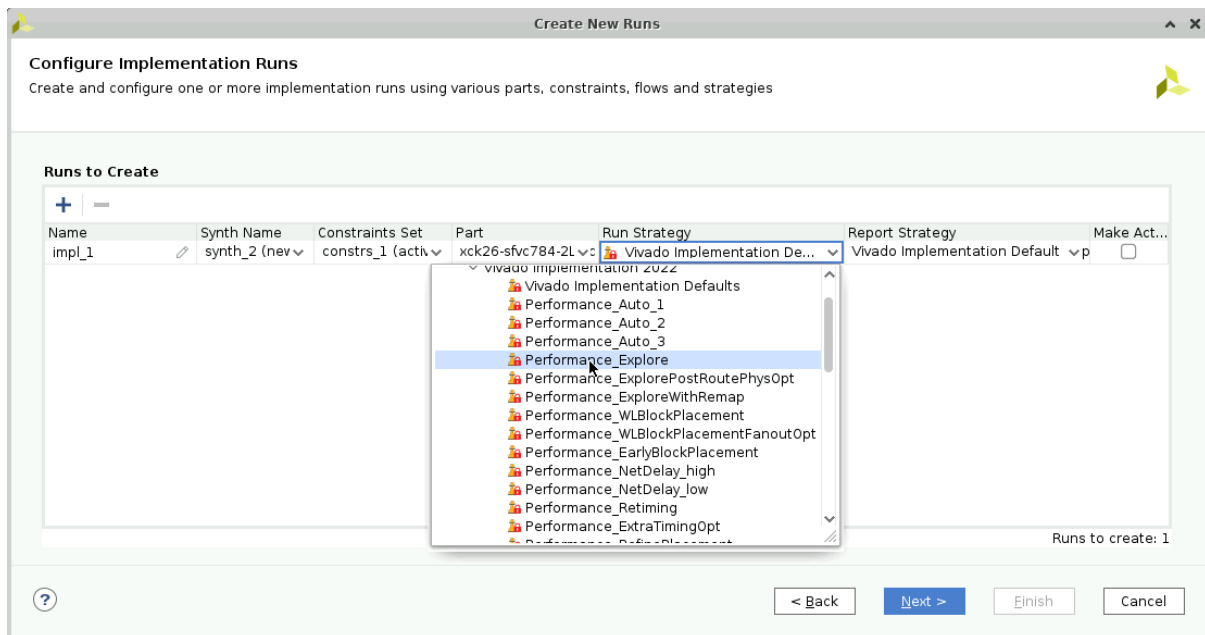 Create New Runs
Configure Implementation Runs
Create and configure one or more implementation runs using various parts, constraints, flows and strategies
Runs to Create
Name Synth Name Constraints Set Part Run Strategy Report Strategy Make Act...
impl_1 synth_2 (new constrs_1 (activ xck26-sfvc784-2L Vivado Implementation De... Vivado Implementation Default
Vivado Implementation 2022
Vivado Implementation Defaults
Performance_Auto_1
Performance_Auto_2
Performance_Auto_3
Performance_Explore
Performance_ExplorePostRoutePhysOpt
Performance_ExploreWithRemap
Performance_WLBlockPlacement
Performance_WLBlockPlacementFanoutOpt
Performance_EarlyBlockPlacement
Performance_NetDelay_high
Performance_NetDelay_low
Performance_Retiming
Performance_ExtraTimingOpt
Performance_RefinePlacement
Runs to create: 1
? < Back Next > Finish Cancel